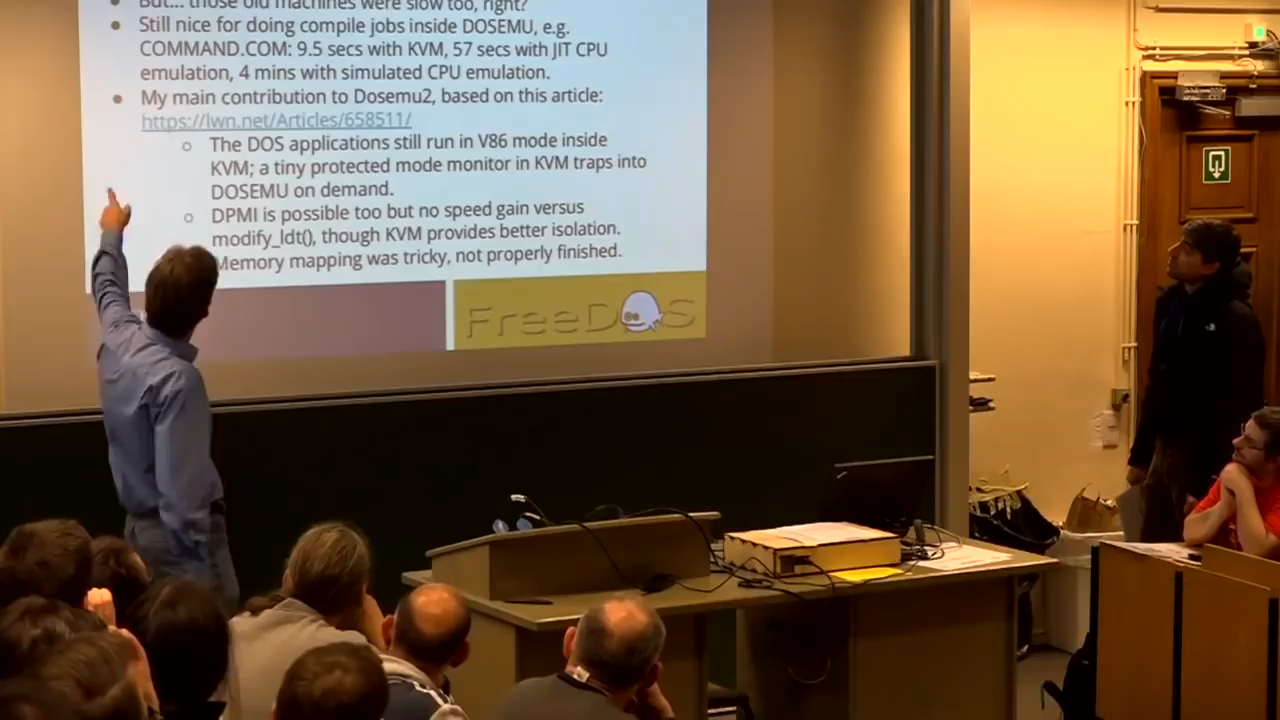 But... those old machines were slow too, right?
Still nice for doing compile jobs inside DOSEMU, e.g.
COMMAND.COM: 9.5 secs with KVM, 57 secs with JIT CPU
emulation, 4 mins with simulated CPU emulation.
My main contribution to Dosemu2, based on this article:
https://lwn.net/Articles/658511/
The DOS applications still run in V86 mode inside
KVM; a tiny protected mode monitor in KVM traps into
DOSEMU on demand.
DPMI is possible too but no speed gain versus
modify_ldt(), though KVM provides better isolation.
Memory mapping was tricky, not properly finished.
FreeDOS